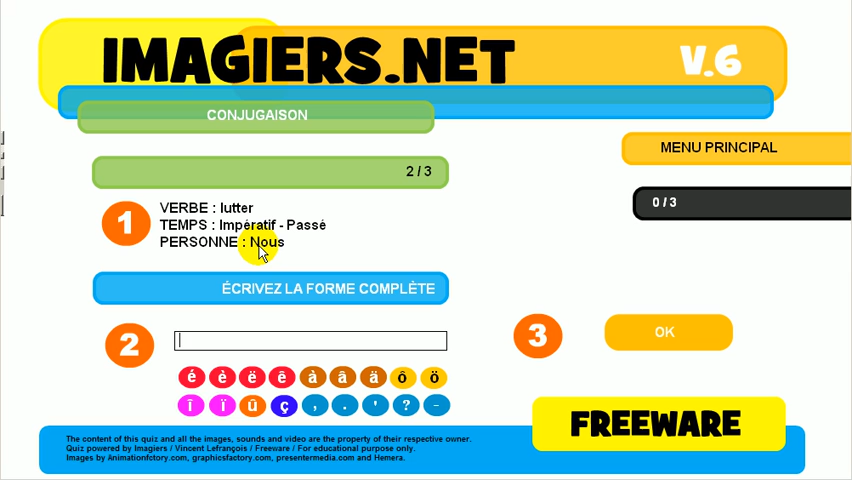 IMAGIERS.NET
V.6
CONJUGAISON
MENU PRINCIPAL
2 / 3
0 / 3
1
VERBE : lutter
TEMPS : Impératif - Passé
PERSONNE : Nous
ÉCRIVEZ LA FORME COMPLÈTE
2
3
OK
é è ë ê à â ä ô ö
î ï û ç , . ' ? -
FREEWARE
The content of this quiz and all the images, sounds and video are the property of their respective owner.
Quiz powered by Imagiers / Vincent Lefrançois / Freeware / For educational purpose only.
Images by Animationfctory.com, graphicsfactory.com, presentermedia.com and Hemera.